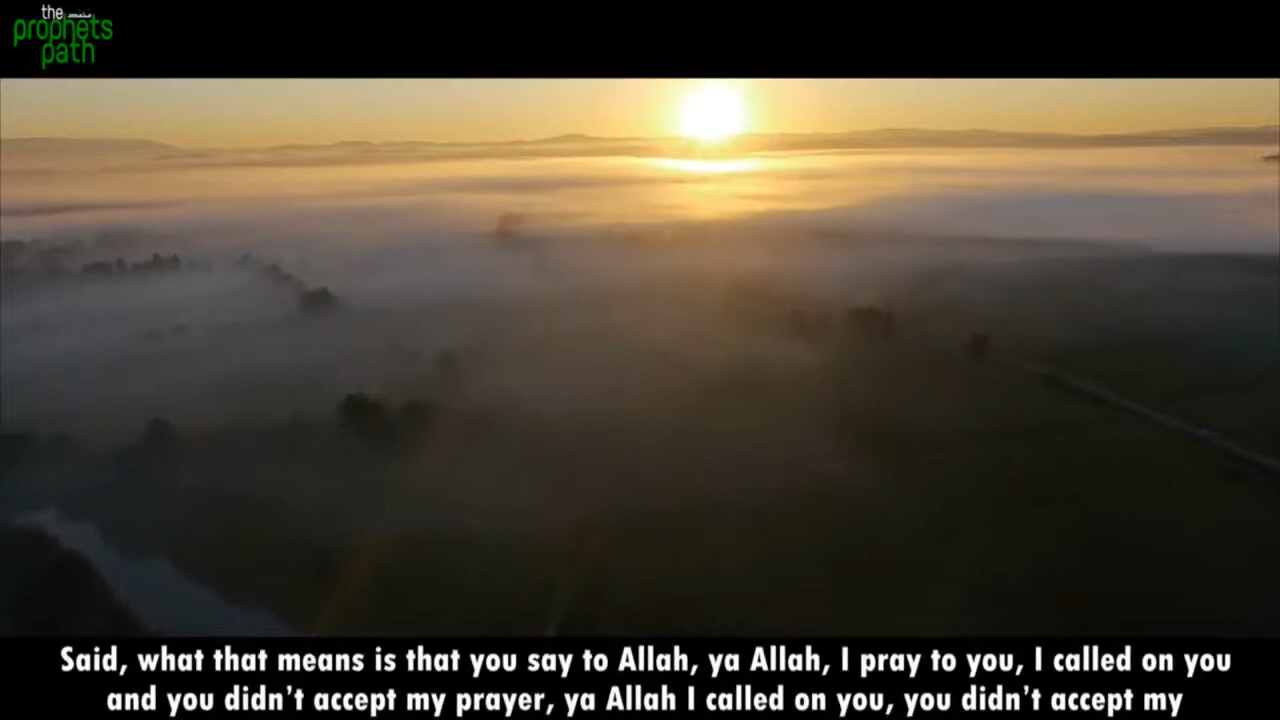 the
prophets
path
Said, what that means is that you say to Allah, ya Allah, I pray to you, I called on you
and you didn't accept my prayer, ya Allah I called on you, you didn't accept my